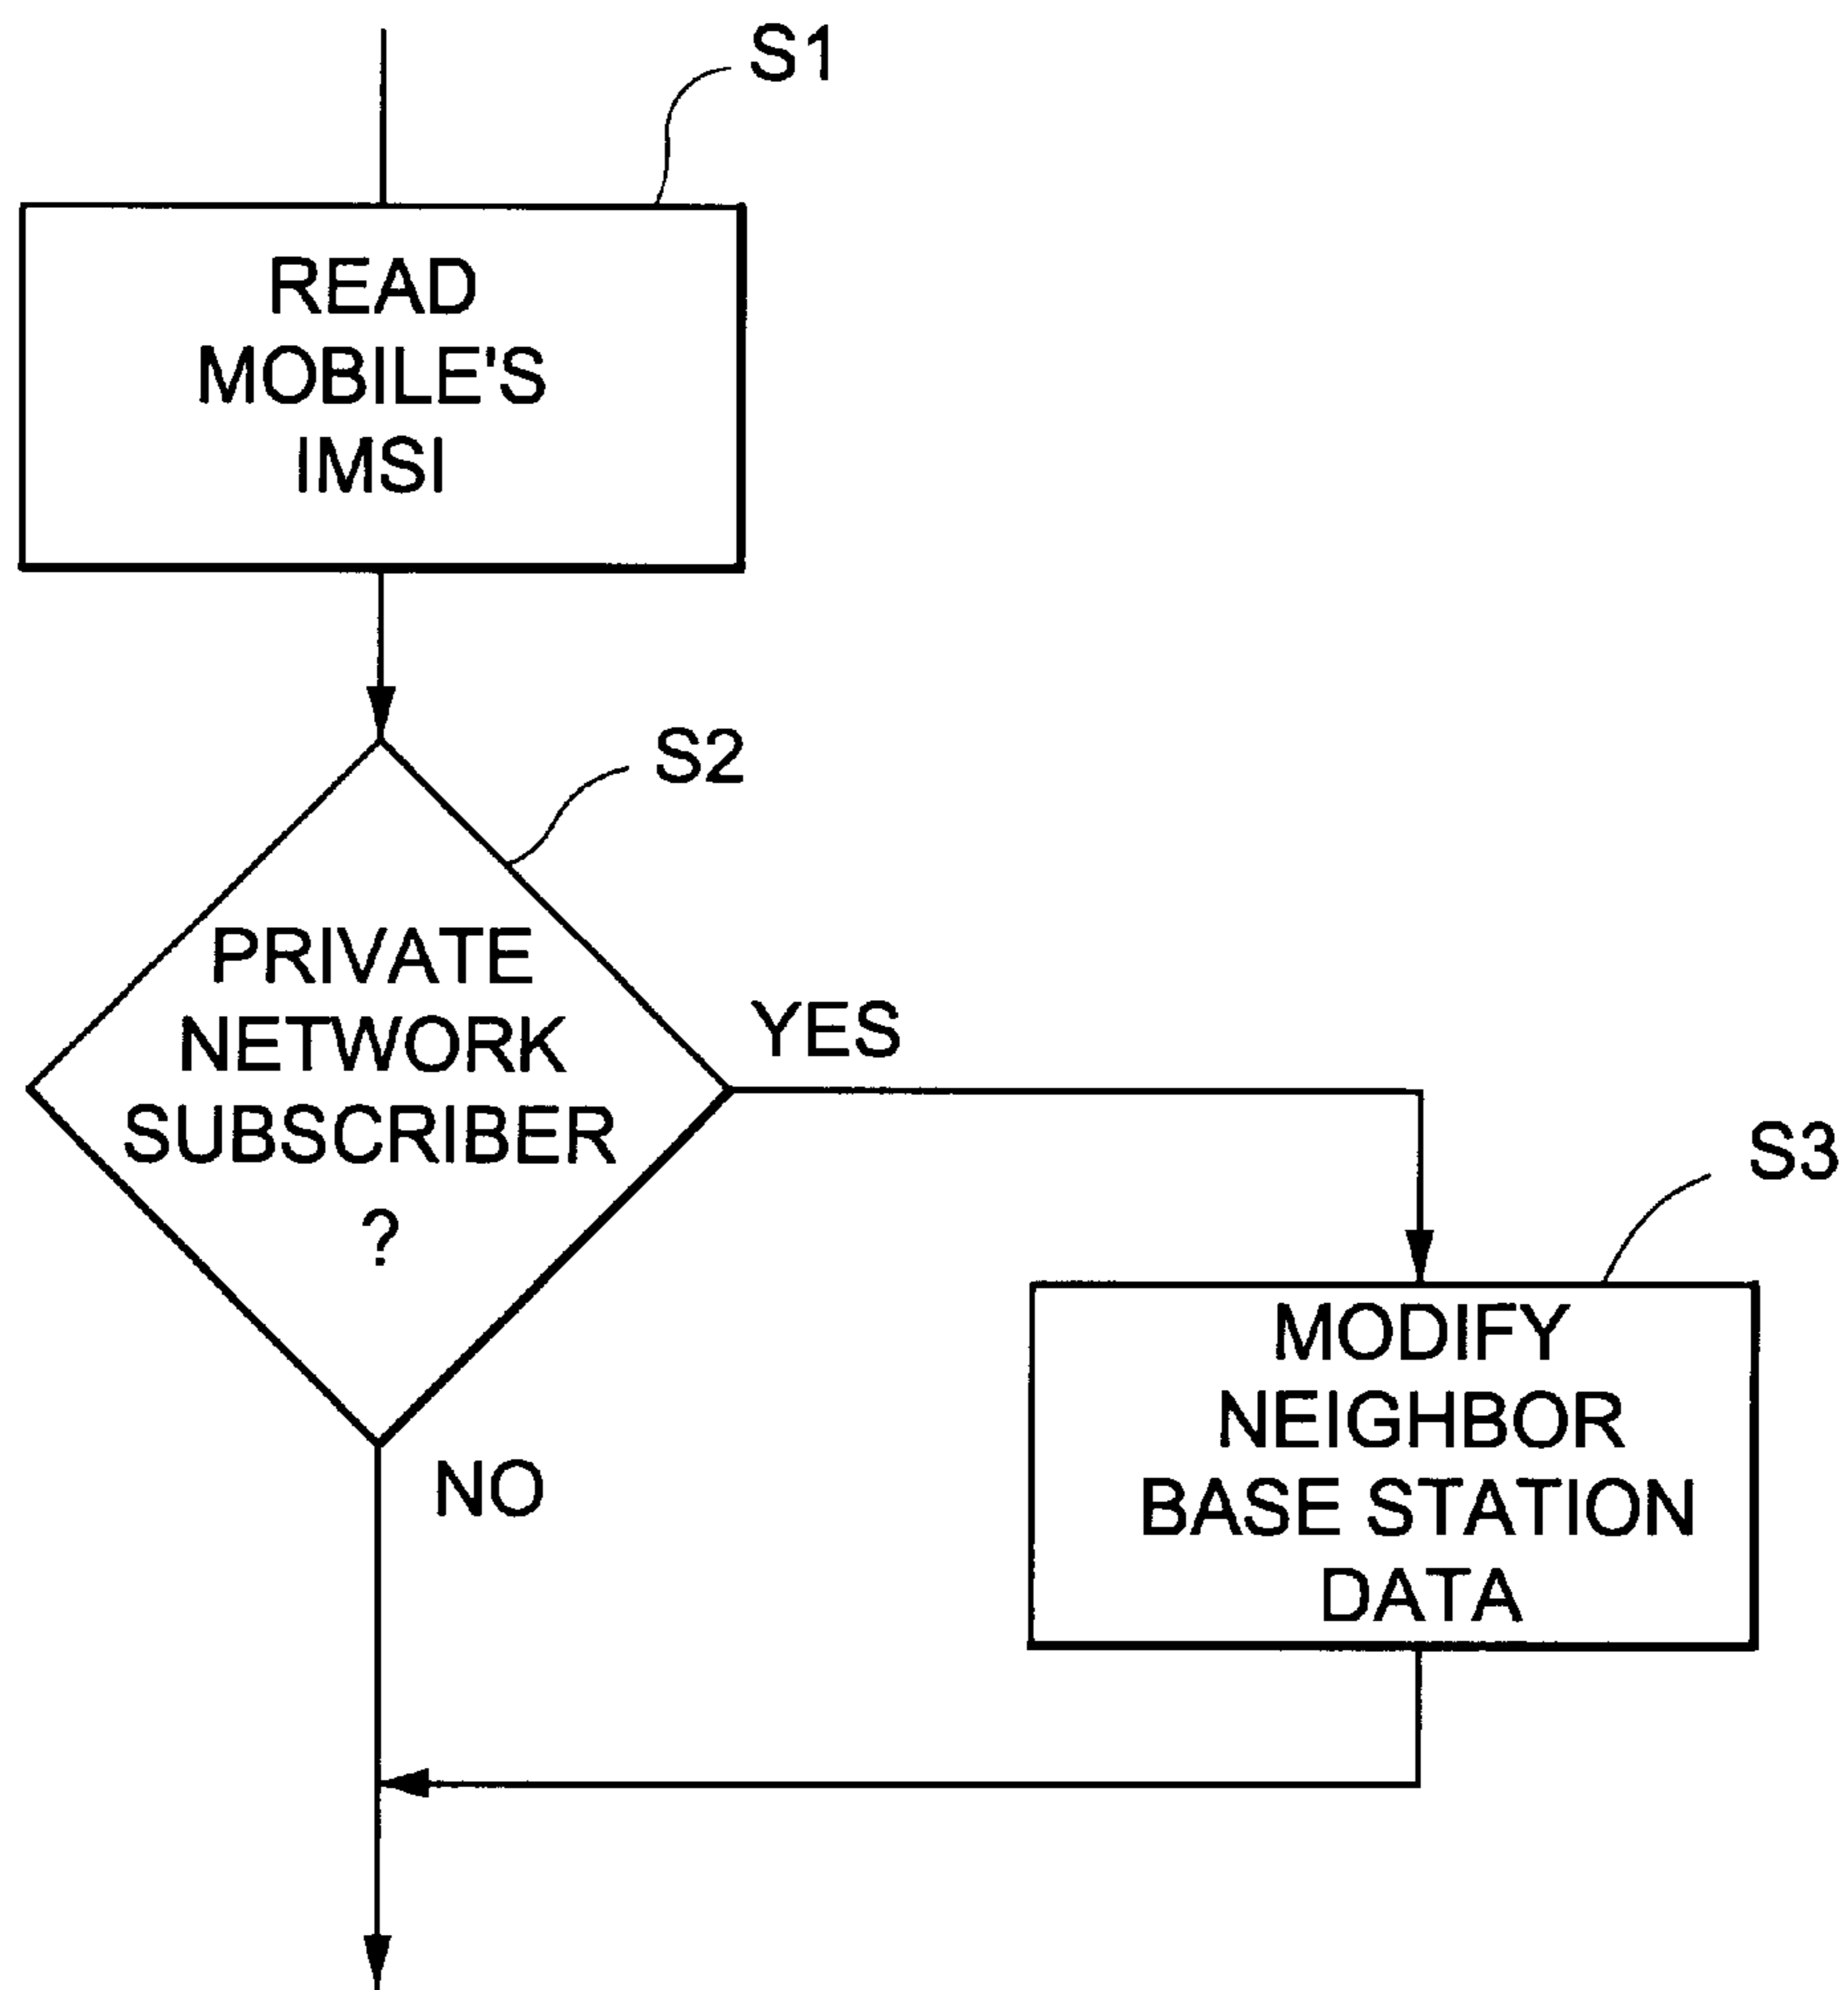 S1
READ
MOBILE'S
IMSI
S2
PRIVATE
NETWORK
SUBSCRIBER
?
YES
NO
S3
MODIFY
NEIGHBOR
BASE STATION
DATA